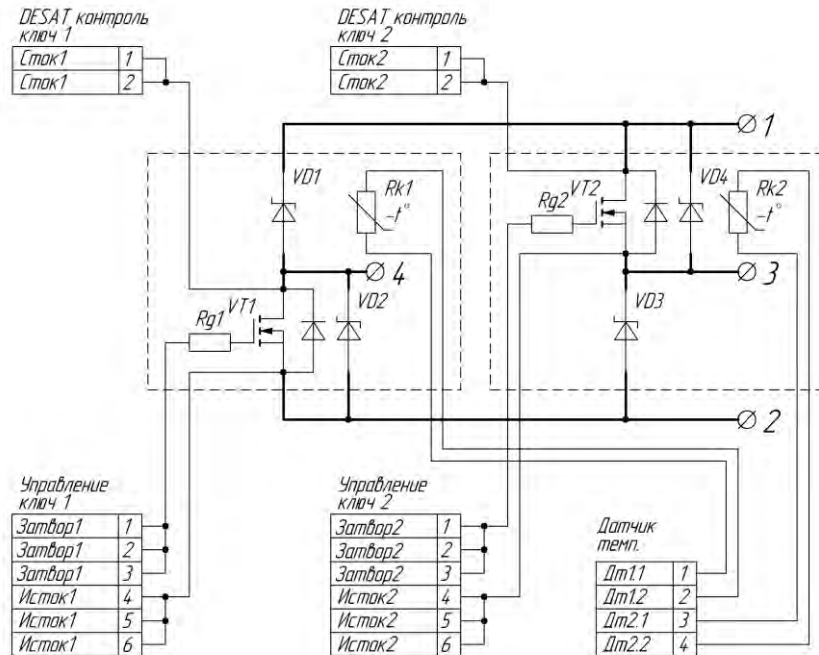 DESAT контроль
ключ 1
Сток1 1
Сток1 2
DESAT контроль
ключ 2
Сток2 1
Сток2 2
1
VD1
Rk1
-t°
4
VD2
Rg1
VT1
VT2
Rg2
VD4
Rk2
-t°
3
VD3
2
Управление
ключ 1
Затвор1 1
Затвор1 2
Затвор1 3
Исток1 4
Исток1 5
Исток1 6
Управление
ключ 2
Затвор2 1
Затвор2 2
Затвор2 3
Исток2 4
Исток2 5
Исток2 6
Датчик
темп.
Дт1.1 1
Дт1.2 2
Дт2.1 3
Дт2.2 4